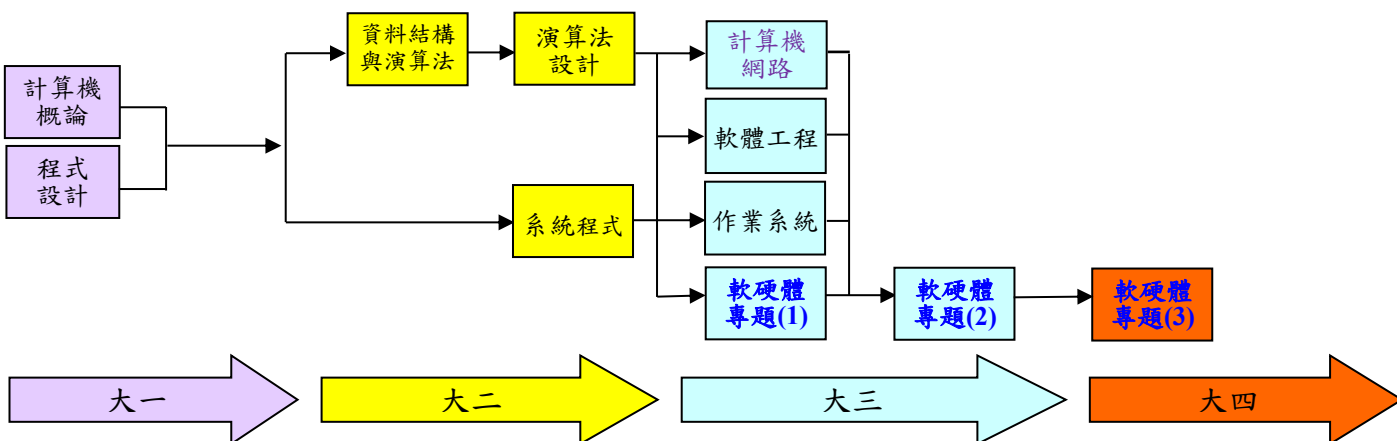 計算機
概論
程式
設計
資料結構
與演算法
演算法
設計
系統程式
計算機
網路
軟體工程
作業系統
軟硬體
專題(1)
軟硬體
專題(2)
軟硬體
專題(3)
大一
大二
大三
大四